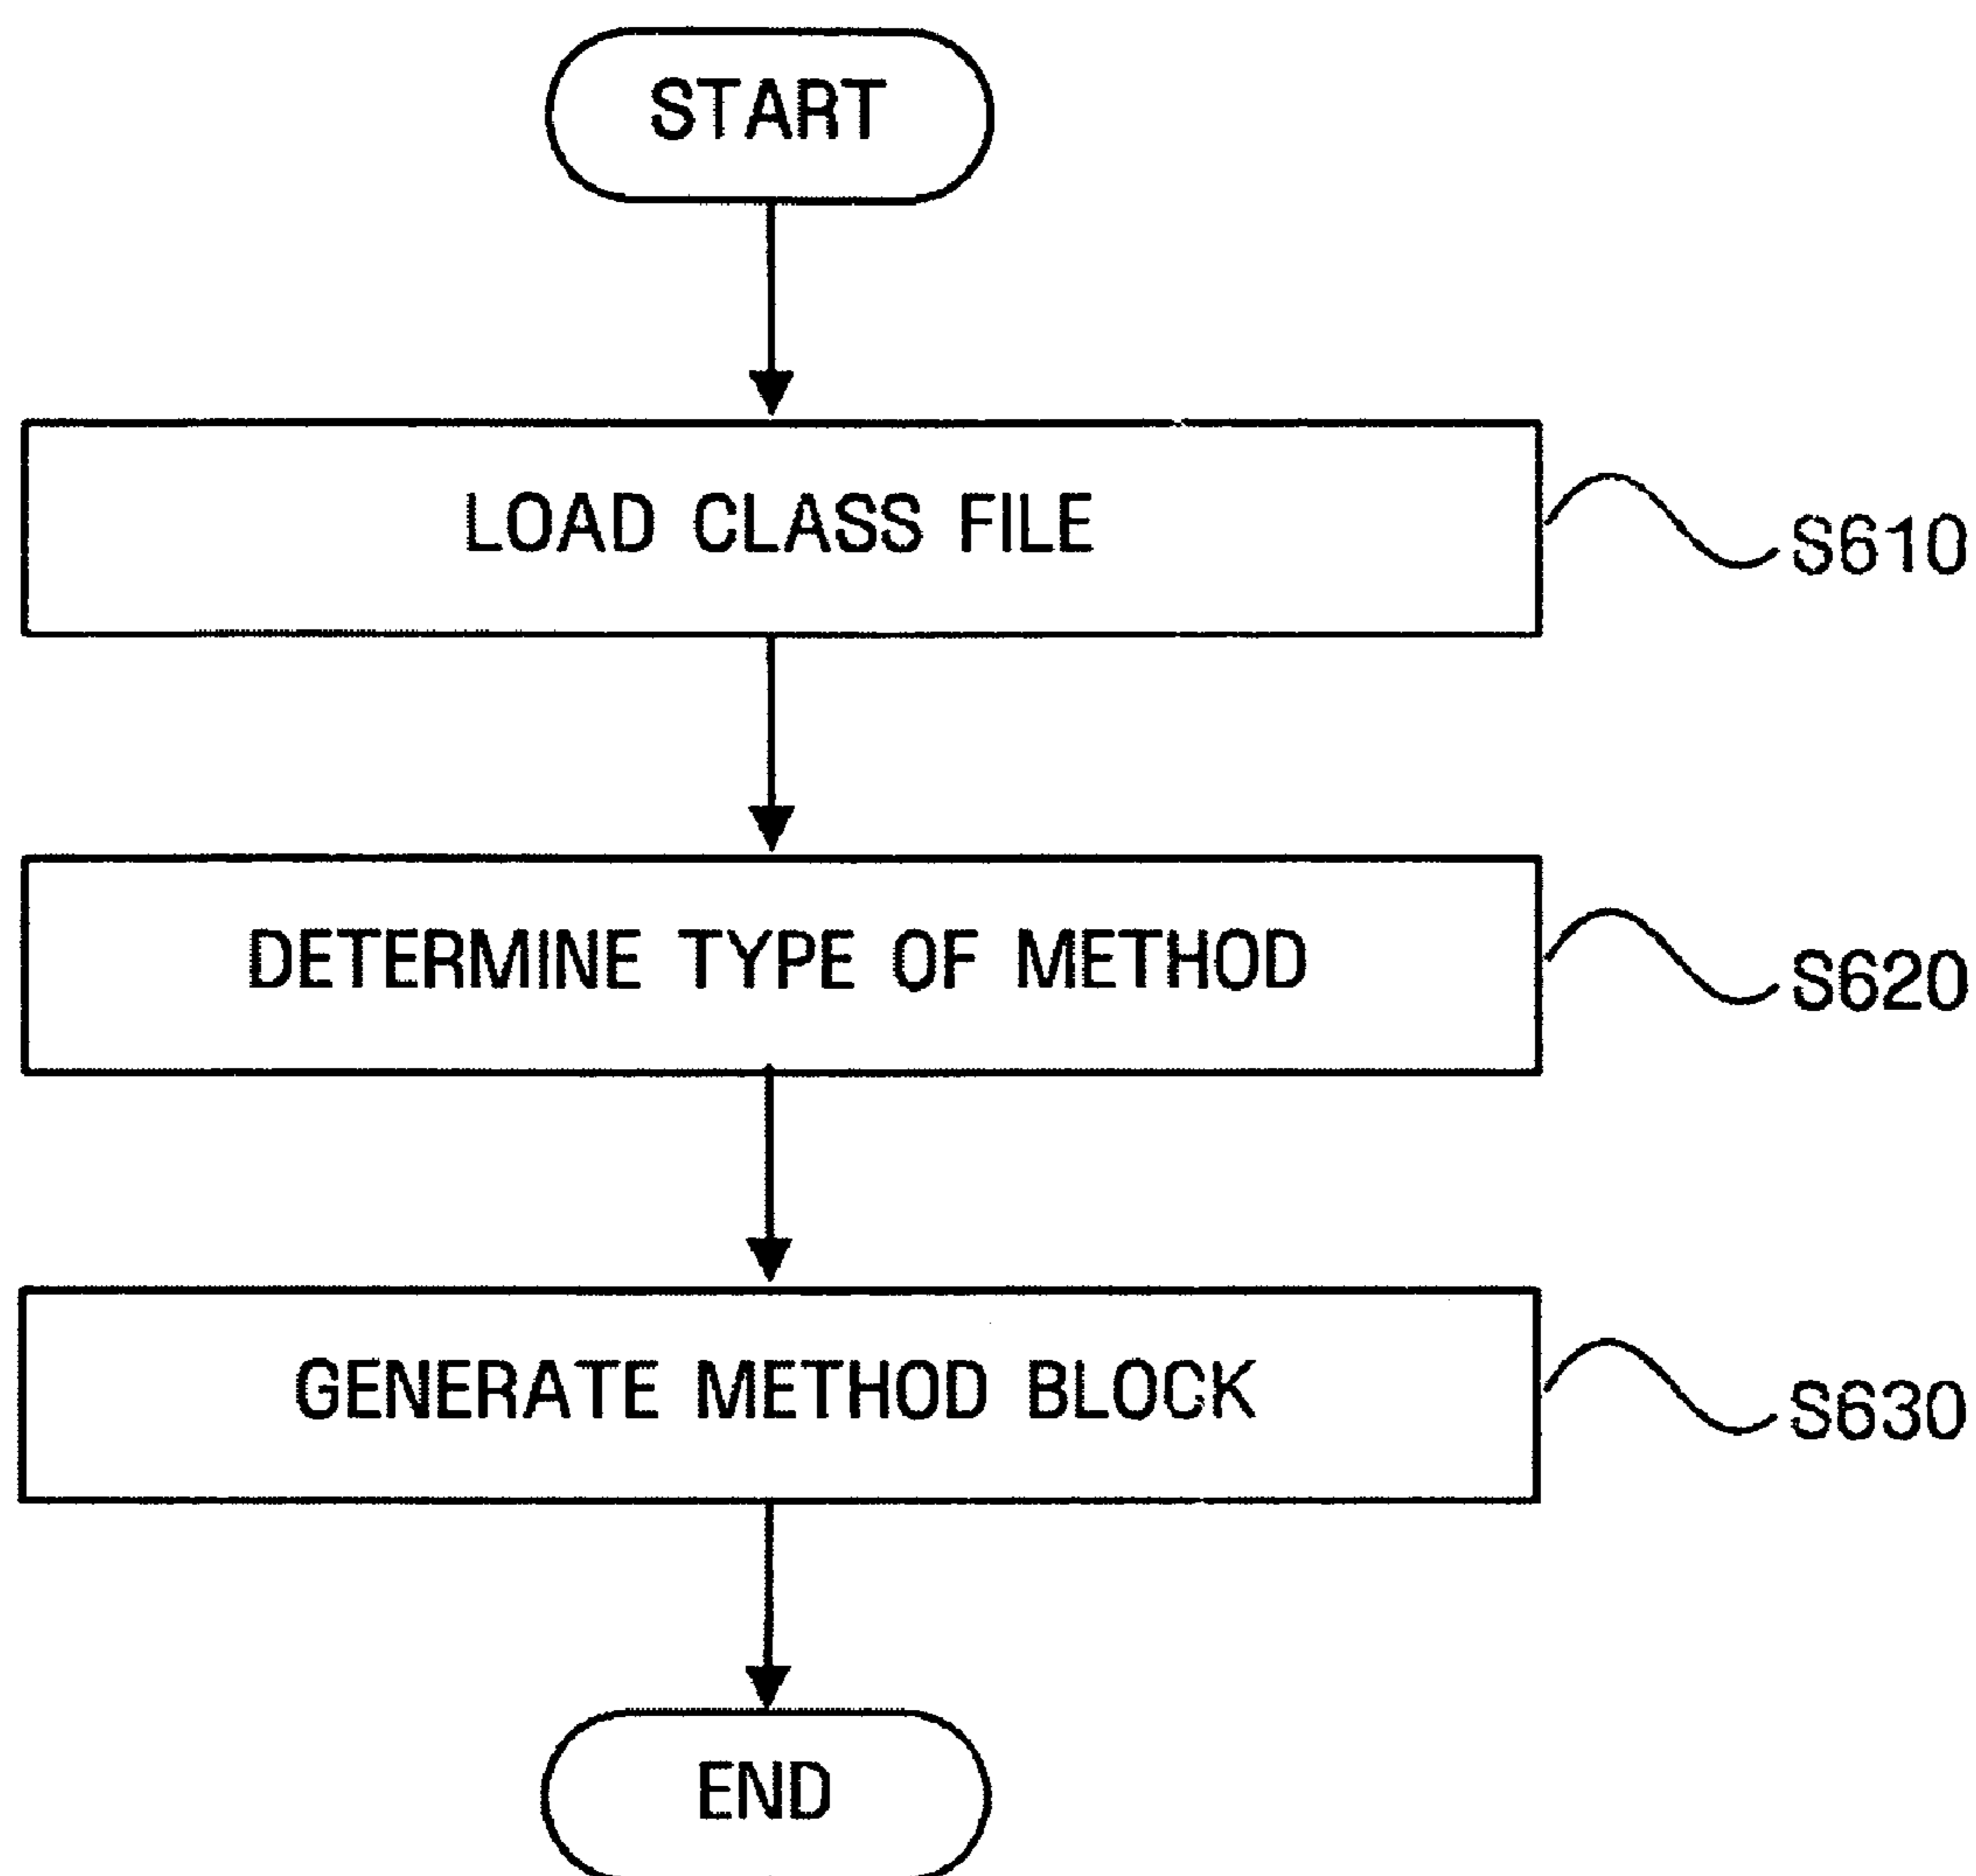 START
LOAD CLASS FILE
S610
DETERMINE TYPE OF METHOD
S620
GENERATE METHOD BLOCK
S630
END